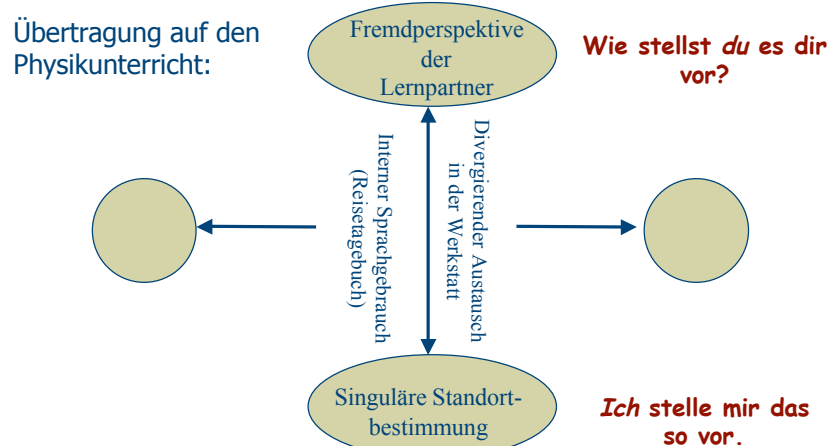 Übertragung auf den
Physikunterricht:
Fremdperspektive
der
Lernpartner
Wie stellst du es dir
vor?
Interner Sprachgebrauch
(Reisetagebuch)
Divergierender Austausch
in der Werkstatt
Singuläre Standort-
bestimmung
Ich stelle mir das
so vor.